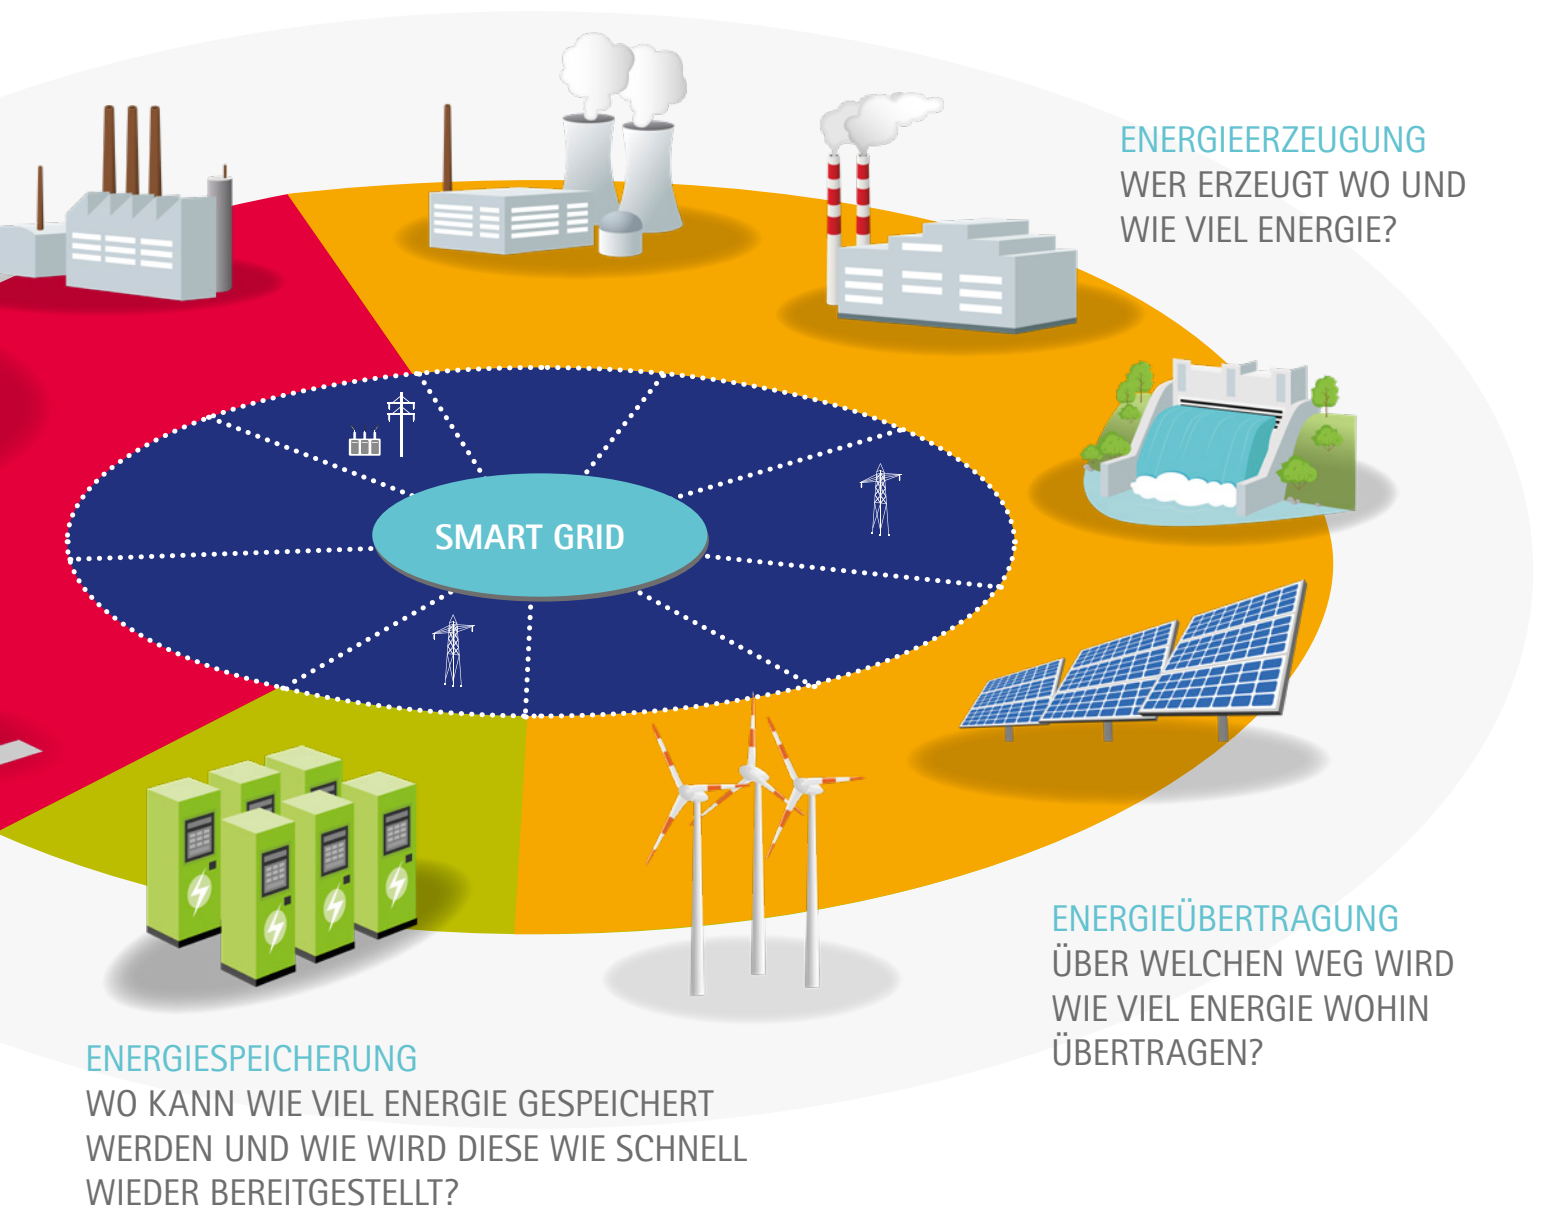 ENERGIEERZEUGUNG
WER ERZEUGT WO UND
WIE VIEL ENERGIE?
SMART GRID
ENERGIEÜBERTRAGUNG
ÜBER WELCHEN WEG WIRD
WIE VIEL ENERGIE WOHIN
ÜBERTRAGEN?
ENERGIESPEICHERUNG
WO KANN WIE VIEL ENERGIE GESPEICHERT
WERDEN UND WIE WIRD DIESE WIE SCHNELL
WIEDER BEREITGESTELLT?